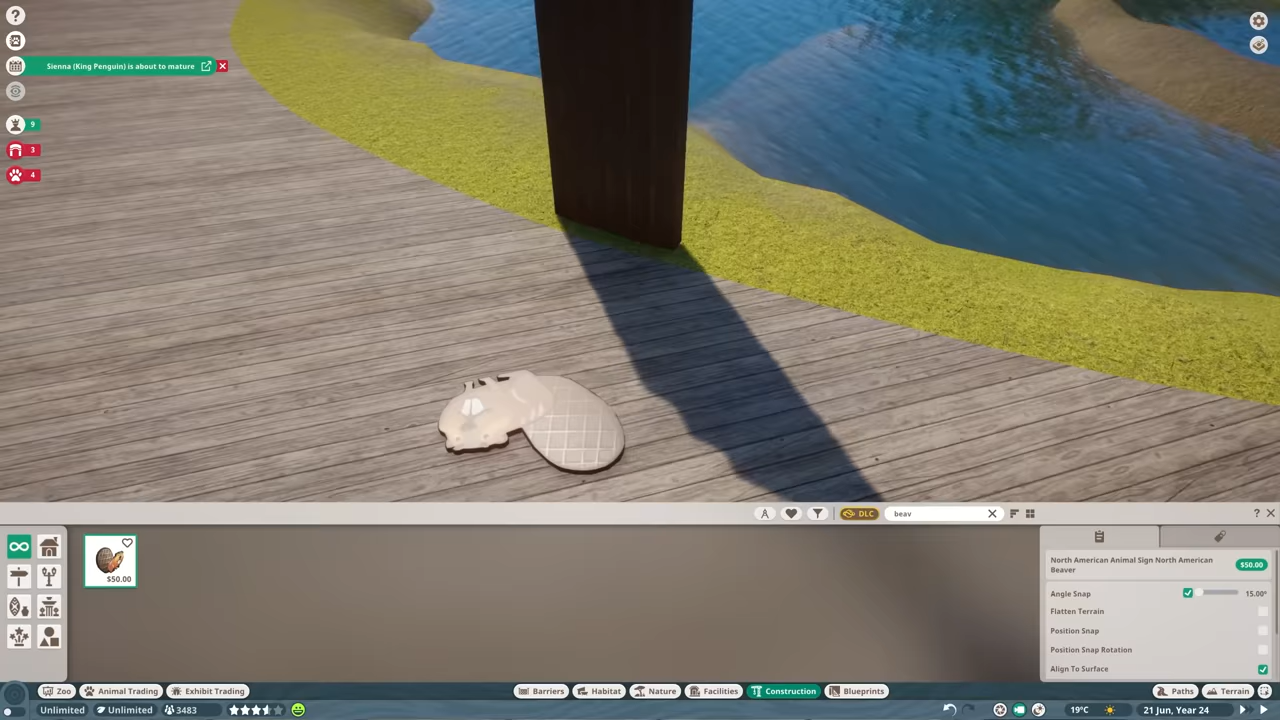 ?
Sienna (King Penguin) is about to mature
9
3
4
DLC
beav
?
$50.00
North American Animal Sign North American
Beaver
$50.00
Angle Snap
15.00°
Flatten Terrain
Position Snap
Position Snap Rotation
Align To Surface
Zoo
Animal Trading
Exhibit Trading
Barriers
Habitat
Nature
Facilities
Construction
Blueprints
Paths
Terrain
Unlimited
Unlimited
3483
19°C
21 Jun, Year 24